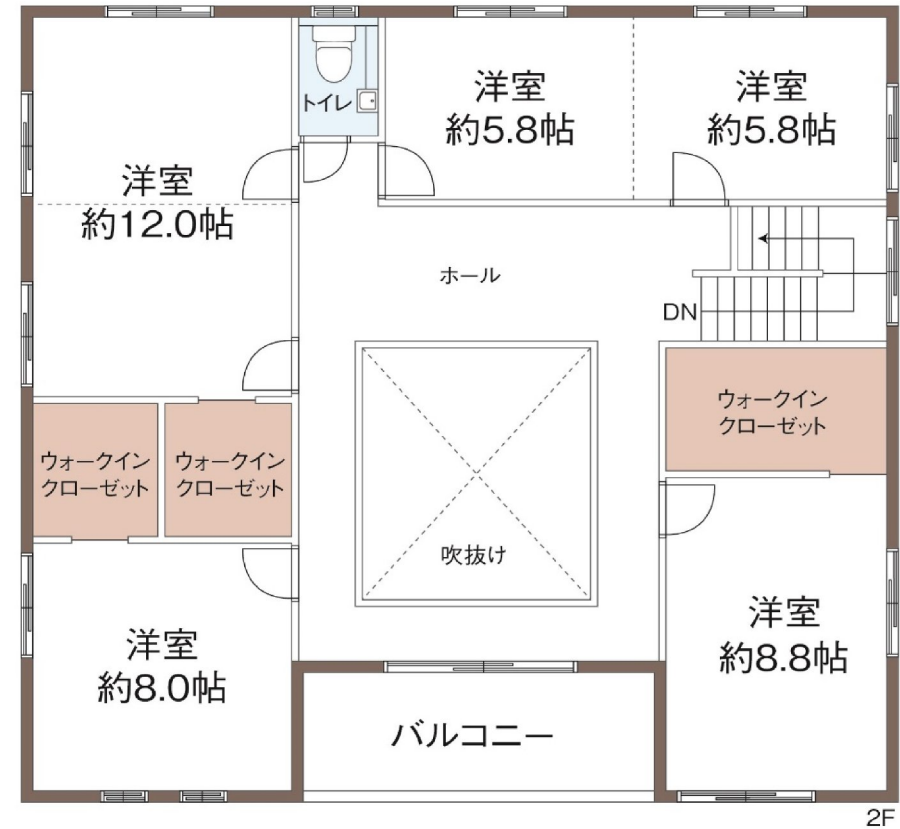 トイレ
洋室
約5.8帖
洋室
約5.8帖
洋室
約12.0帖
ホール
DN
ウォークイン
クローゼット
ウォークイン
クローゼット
ウォークイン
クローゼット
吹抜け
洋室
約8.0帖
洋室
約8.8帖
バルコニー
2F